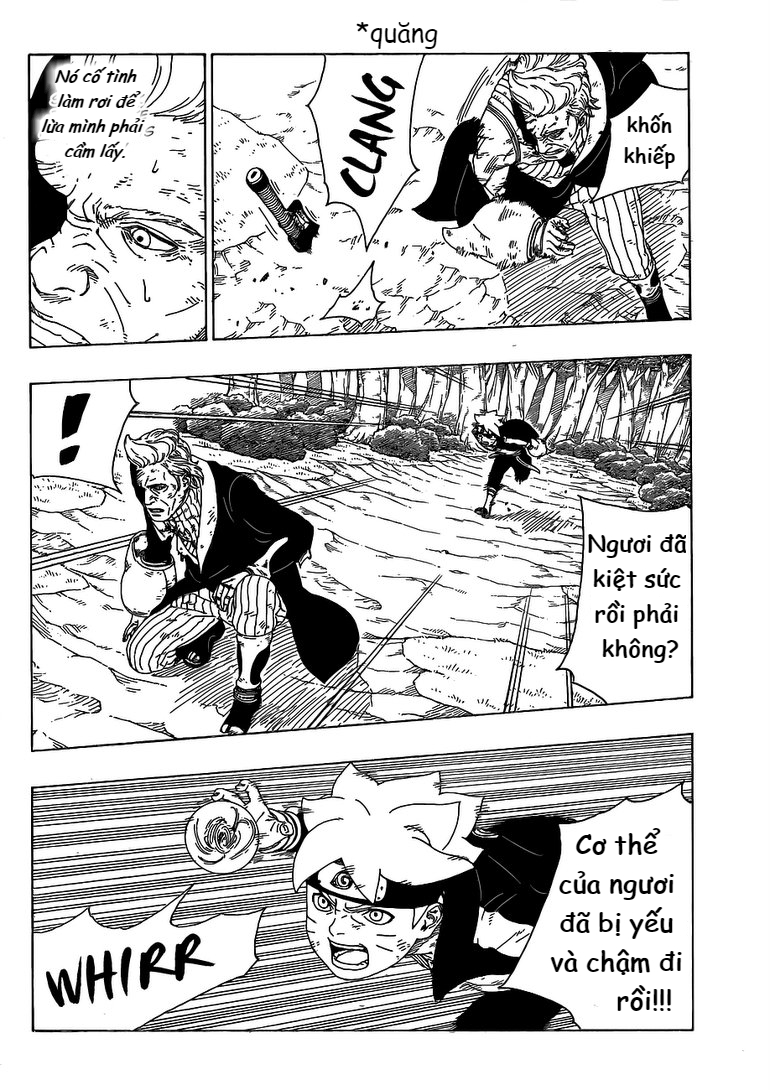 *quăng
Nó cố tình
làm rơi để
lừa mình phải
cầm lấy.
CLANG
khốn
khiếp
!
Ngươi đã
kiệt sức
rồi phải
không?
Cơ thể
của ngươi
đã bị yếu
và chậm đi
rồi!!!
WHIRR